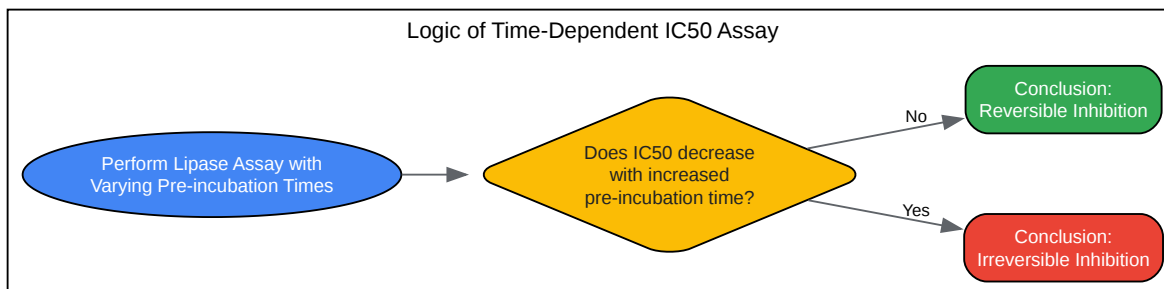 Logic of Time-Dependent IC50 Assay
Perform Lipase Assay with
Varying Pre-incubation Times
Does IC50 decrease
with increased
pre-incubation time?
No
Conclusion:
Reversible Inhibition
Yes
Conclusion:
Irreversible Inhibition